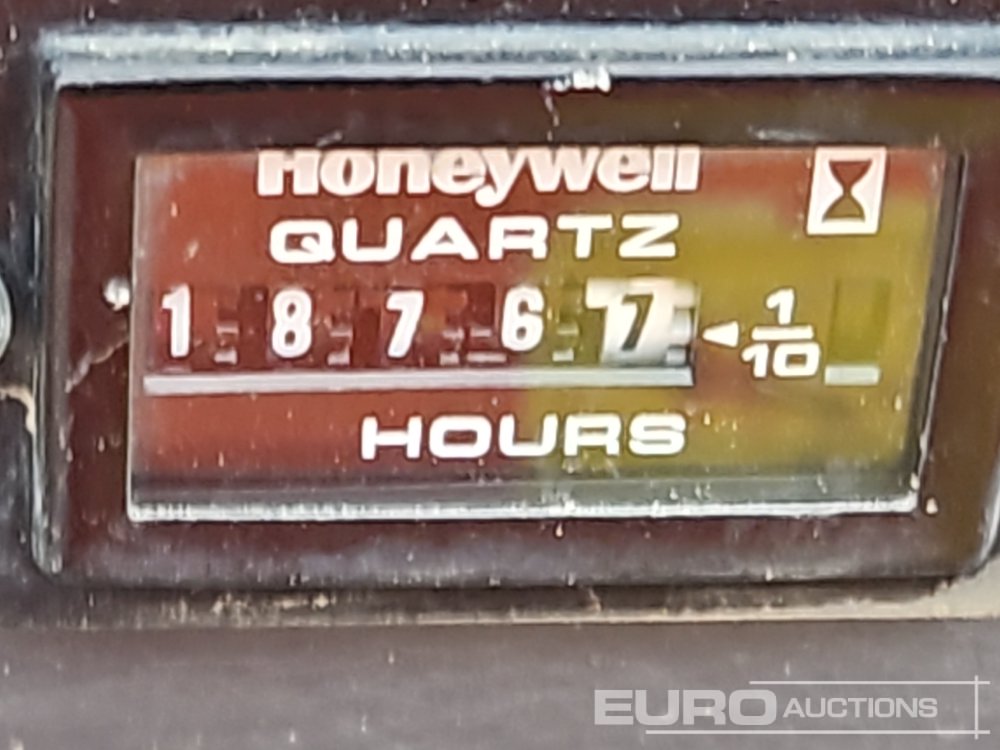 Honeywell
QUARTZ
1 8 7 6 7 ◄ 1/10
HOURS
EURO AUCTIONS